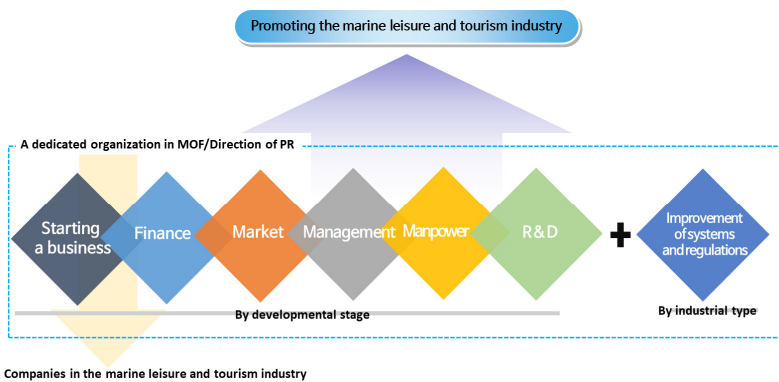 Promoting the marine leisure and tourism industry
A dedicated organization in MOF/Direction of PR
Starting
a business
Finance
Market
Management
Manpower
R&D
+
Improvement
of systems
and regulations
By developmental stage
By industrial type
Companies in the marine leisure and tourism industry